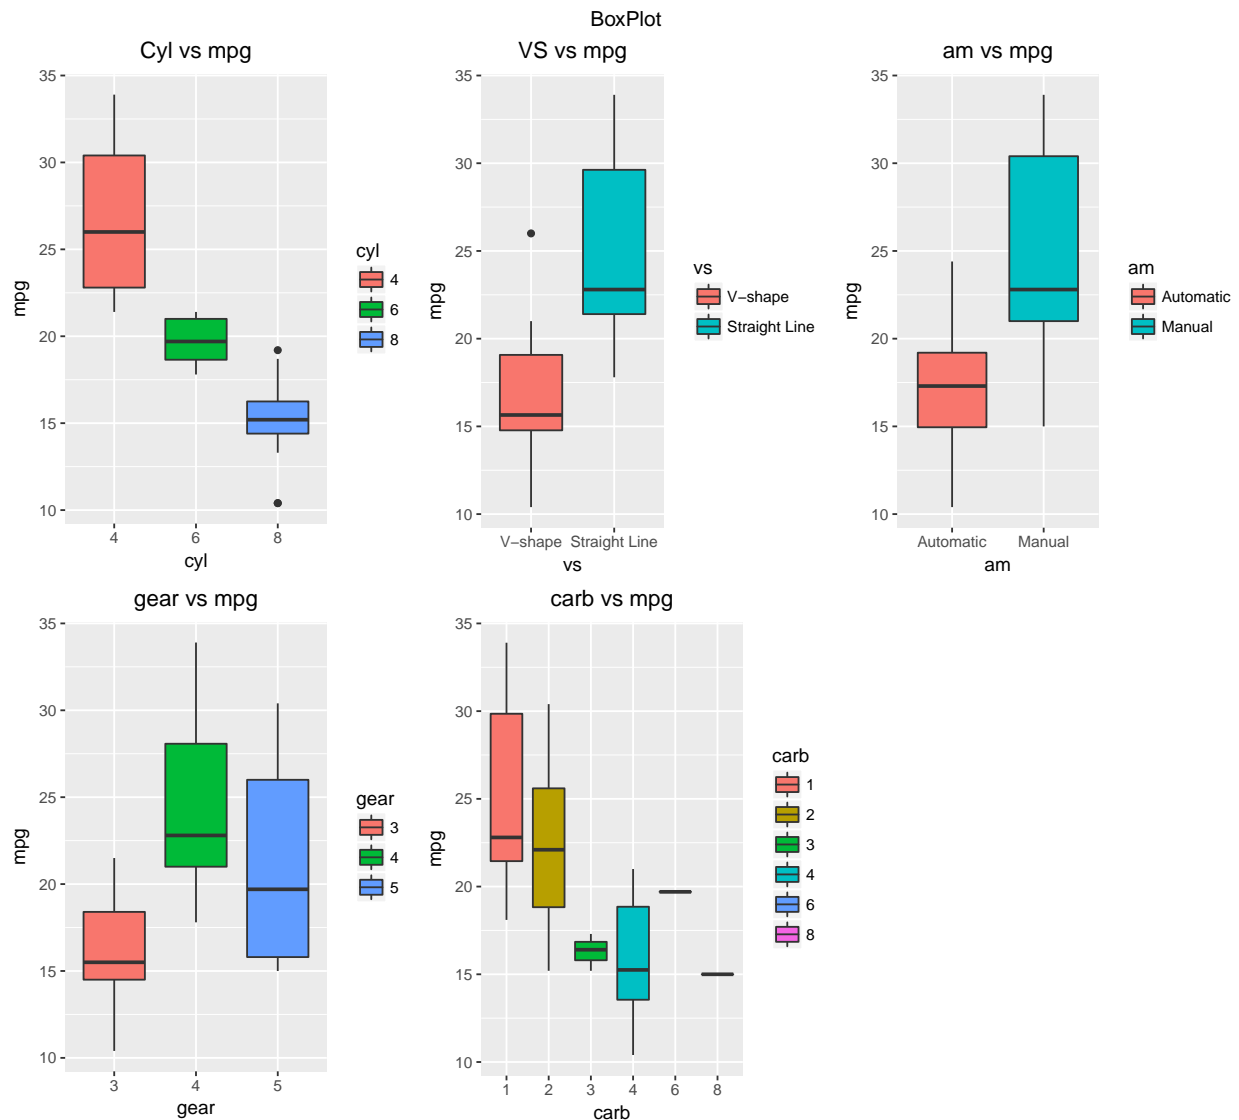 BoxPlot
Cyl vs mpg
35
30
25
20
15
10
mpg
4
6
8
cyl
cyl
4
6
8
VS vs mpg
35
30
25
20
15
10
mpg
V−shape
Straight Line
vs
vs
V−shape
Straight Line
am vs mpg
35
30
25
20
15
10
mpg
Automatic
Manual
am
am
Automatic
Manual
gear vs mpg
35
30
25
20
15
10
mpg
3
4
5
gear
gear
3
4
5
carb vs mpg
35
30
25
20
15
10
mpg
1
2
3
4
6
8
carb
carb
1
2
3
4
6
8